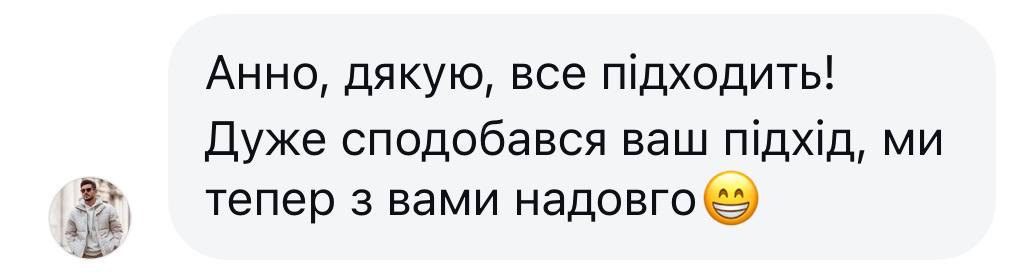 Анно, дякую, все підходить!
Дуже сподобався ваш підхід, ми
тепер з вами надовго😁